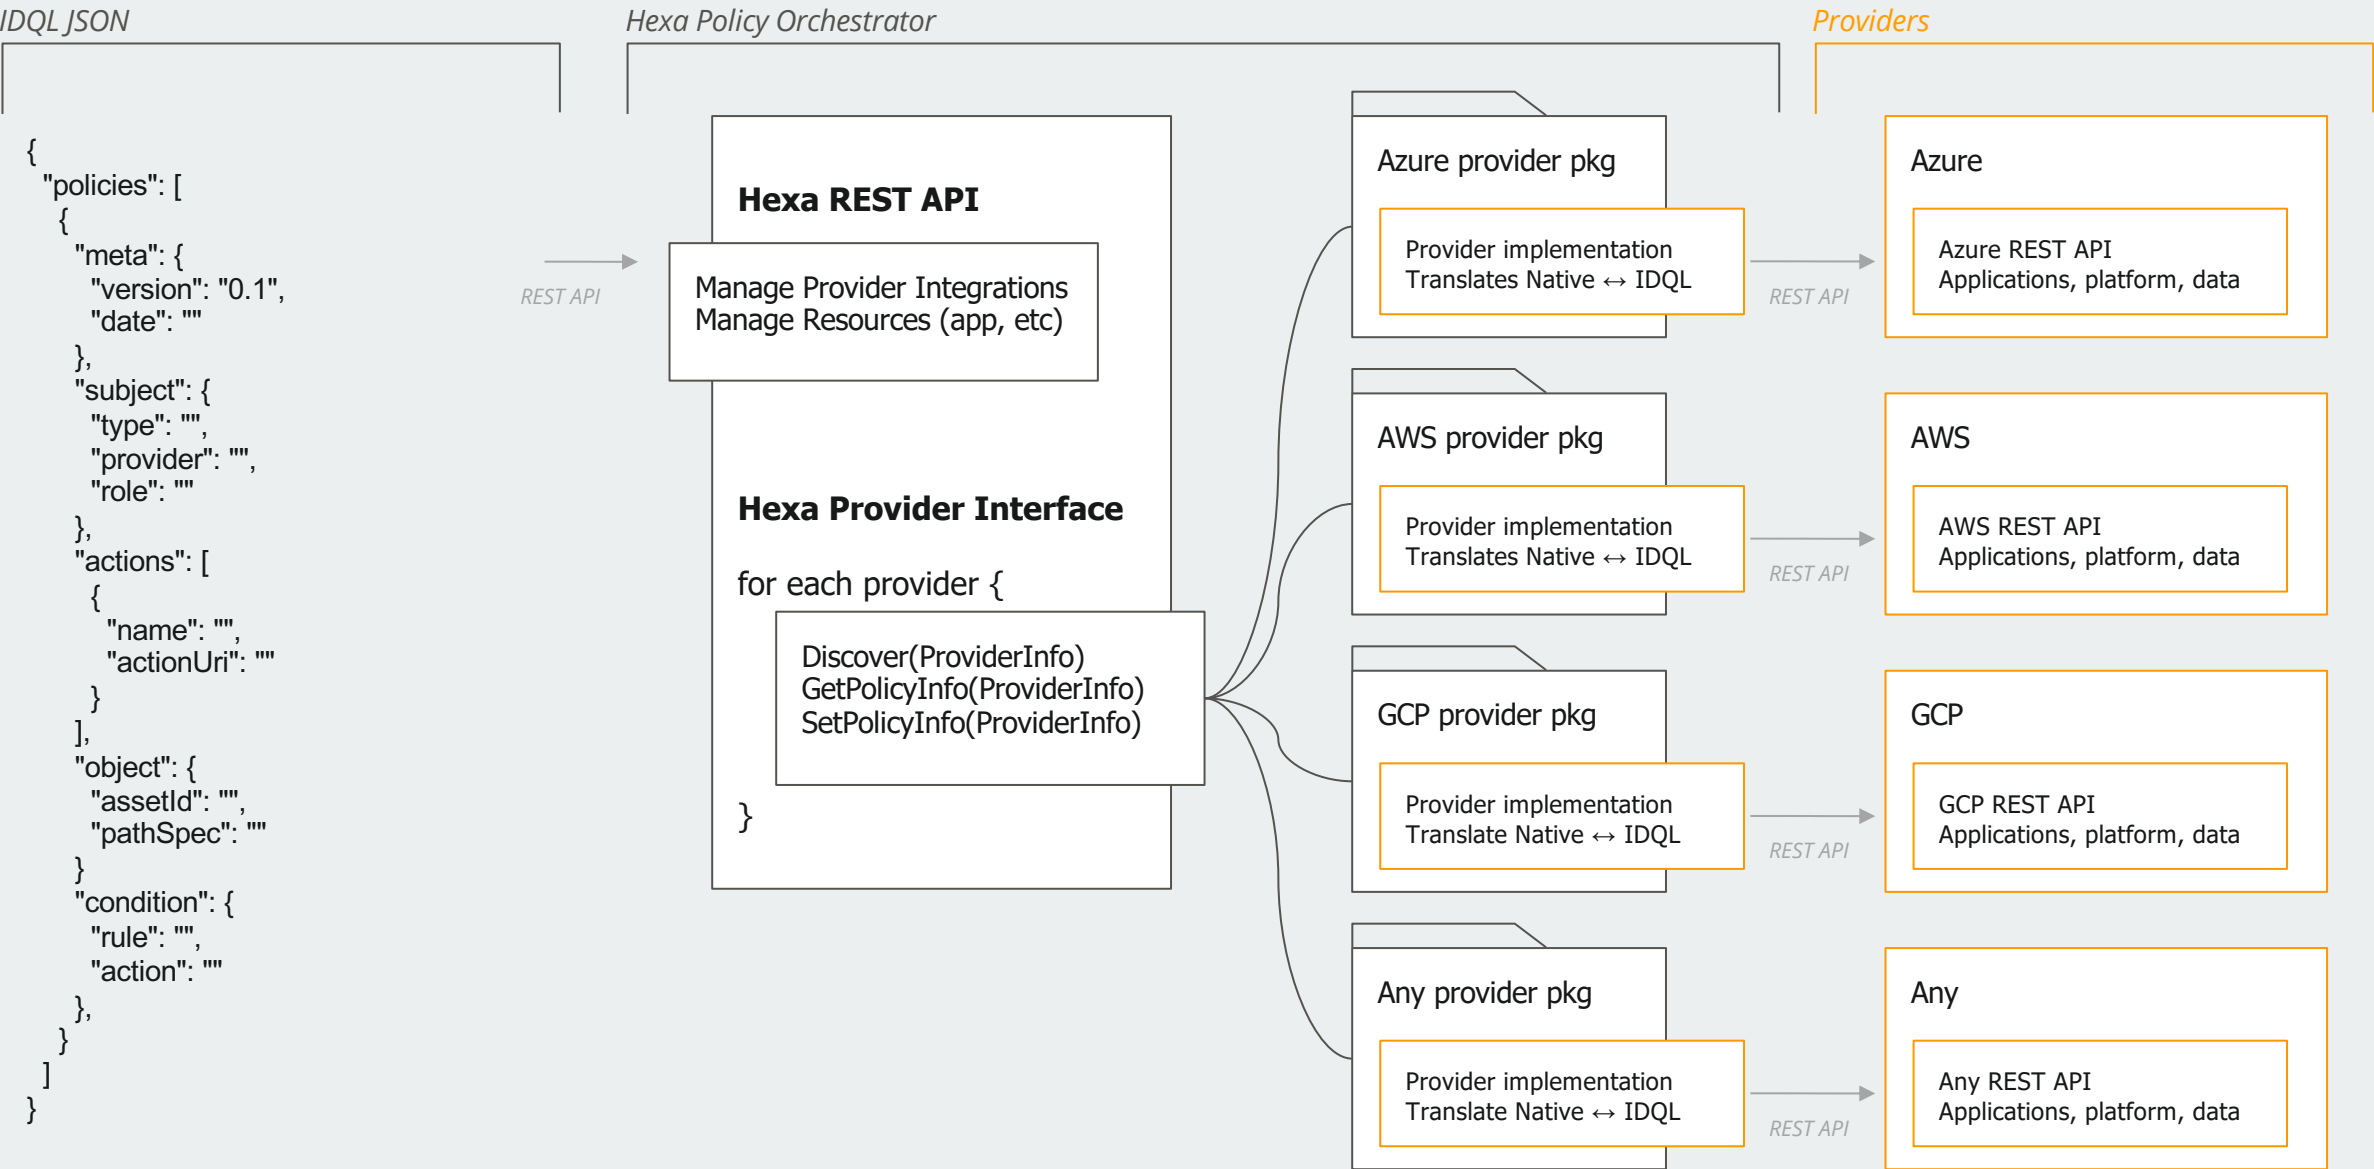 IDQL JSON
{
"policies": [
{
"meta": {
"version": "0.1",
"date": ""
},
"subject": {
"type": "",
"provider": "",
"role": ""
},
"actions": [
{
"name": "",
"actionUri": ""
}
],
"object": {
"assetId": "",
"pathSpec": ""
}
"condition": {
"rule": "",
"action": ""
},
}
]
}
REST API
Hexa Policy Orchestrator
Hexa REST API
Manage Provider Integrations
Manage Resources (app, etc)
Hexa Provider Interface
for each provider {
Discover(ProviderInfo)
GetPolicyInfo(ProviderInfo)
SetPolicyInfo(ProviderInfo)
}
Azure provider pkg
Provider implementation
Translates Native ↔ IDQL
REST API
AWS provider pkg
Provider implementation
Translates Native ↔ IDQL
REST API
GCP provider pkg
Provider implementation
Translate Native ↔ IDQL
REST API
Any provider pkg
Provider implementation
Translate Native ↔ IDQL
REST API
Providers
Azure
Azure REST API
Applications, platform, data
AWS
AWS REST API
Applications, platform, data
GCP
GCP REST API
Applications, platform, data
Any
Any REST API
Applications, platform, data